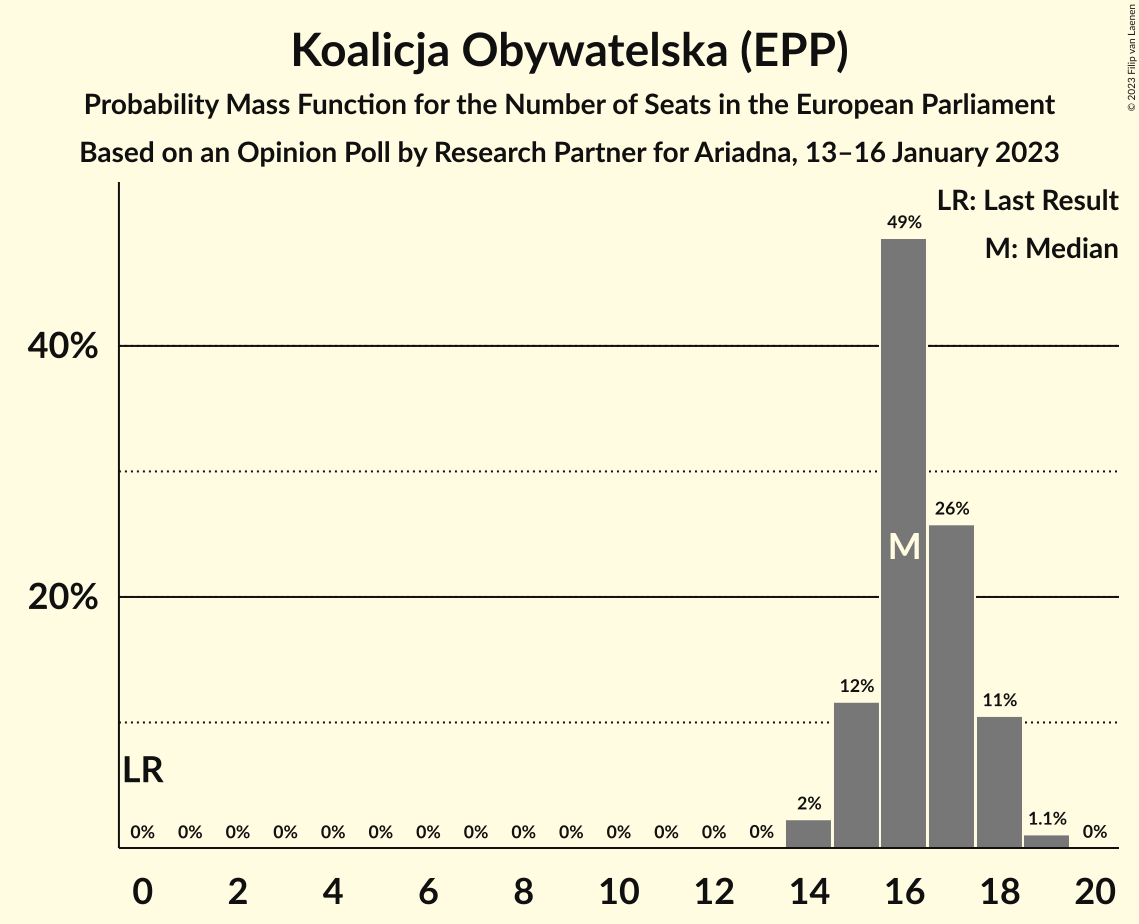 Koalicja Obywatelska (EPP)
Probability Mass Function for the Number of Seats in the European Parliament
Based on an Opinion Poll by Research Partner for Ariadna, 13–16 January 2023
© 2023 Filip van Laenen
LR: Last Result
M: Median
49%
40%
26%
M
20%
12%
11%
LR
2%
1.1%
0% 0% 0% 0% 0% 0% 0% 0% 0% 0% 0% 0% 0% 0% 0%
0 2 4 6 8 10 12 14 16 18 20